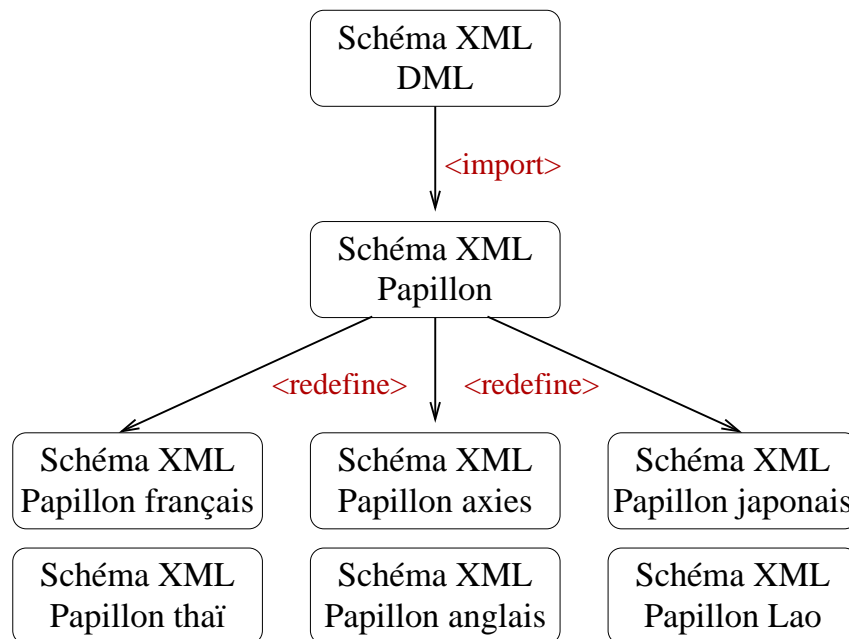 Schéma XML
DML
<import>
Schéma XML
Papillon
<redefine> <redefine>
Schéma XML
Papillon français
Schéma XML
Papillon axies
Schéma XML
Papillon japonais
Schéma XML
Papillon thaï
Schéma XML
Papillon anglais
Schéma XML
Papillon Lao